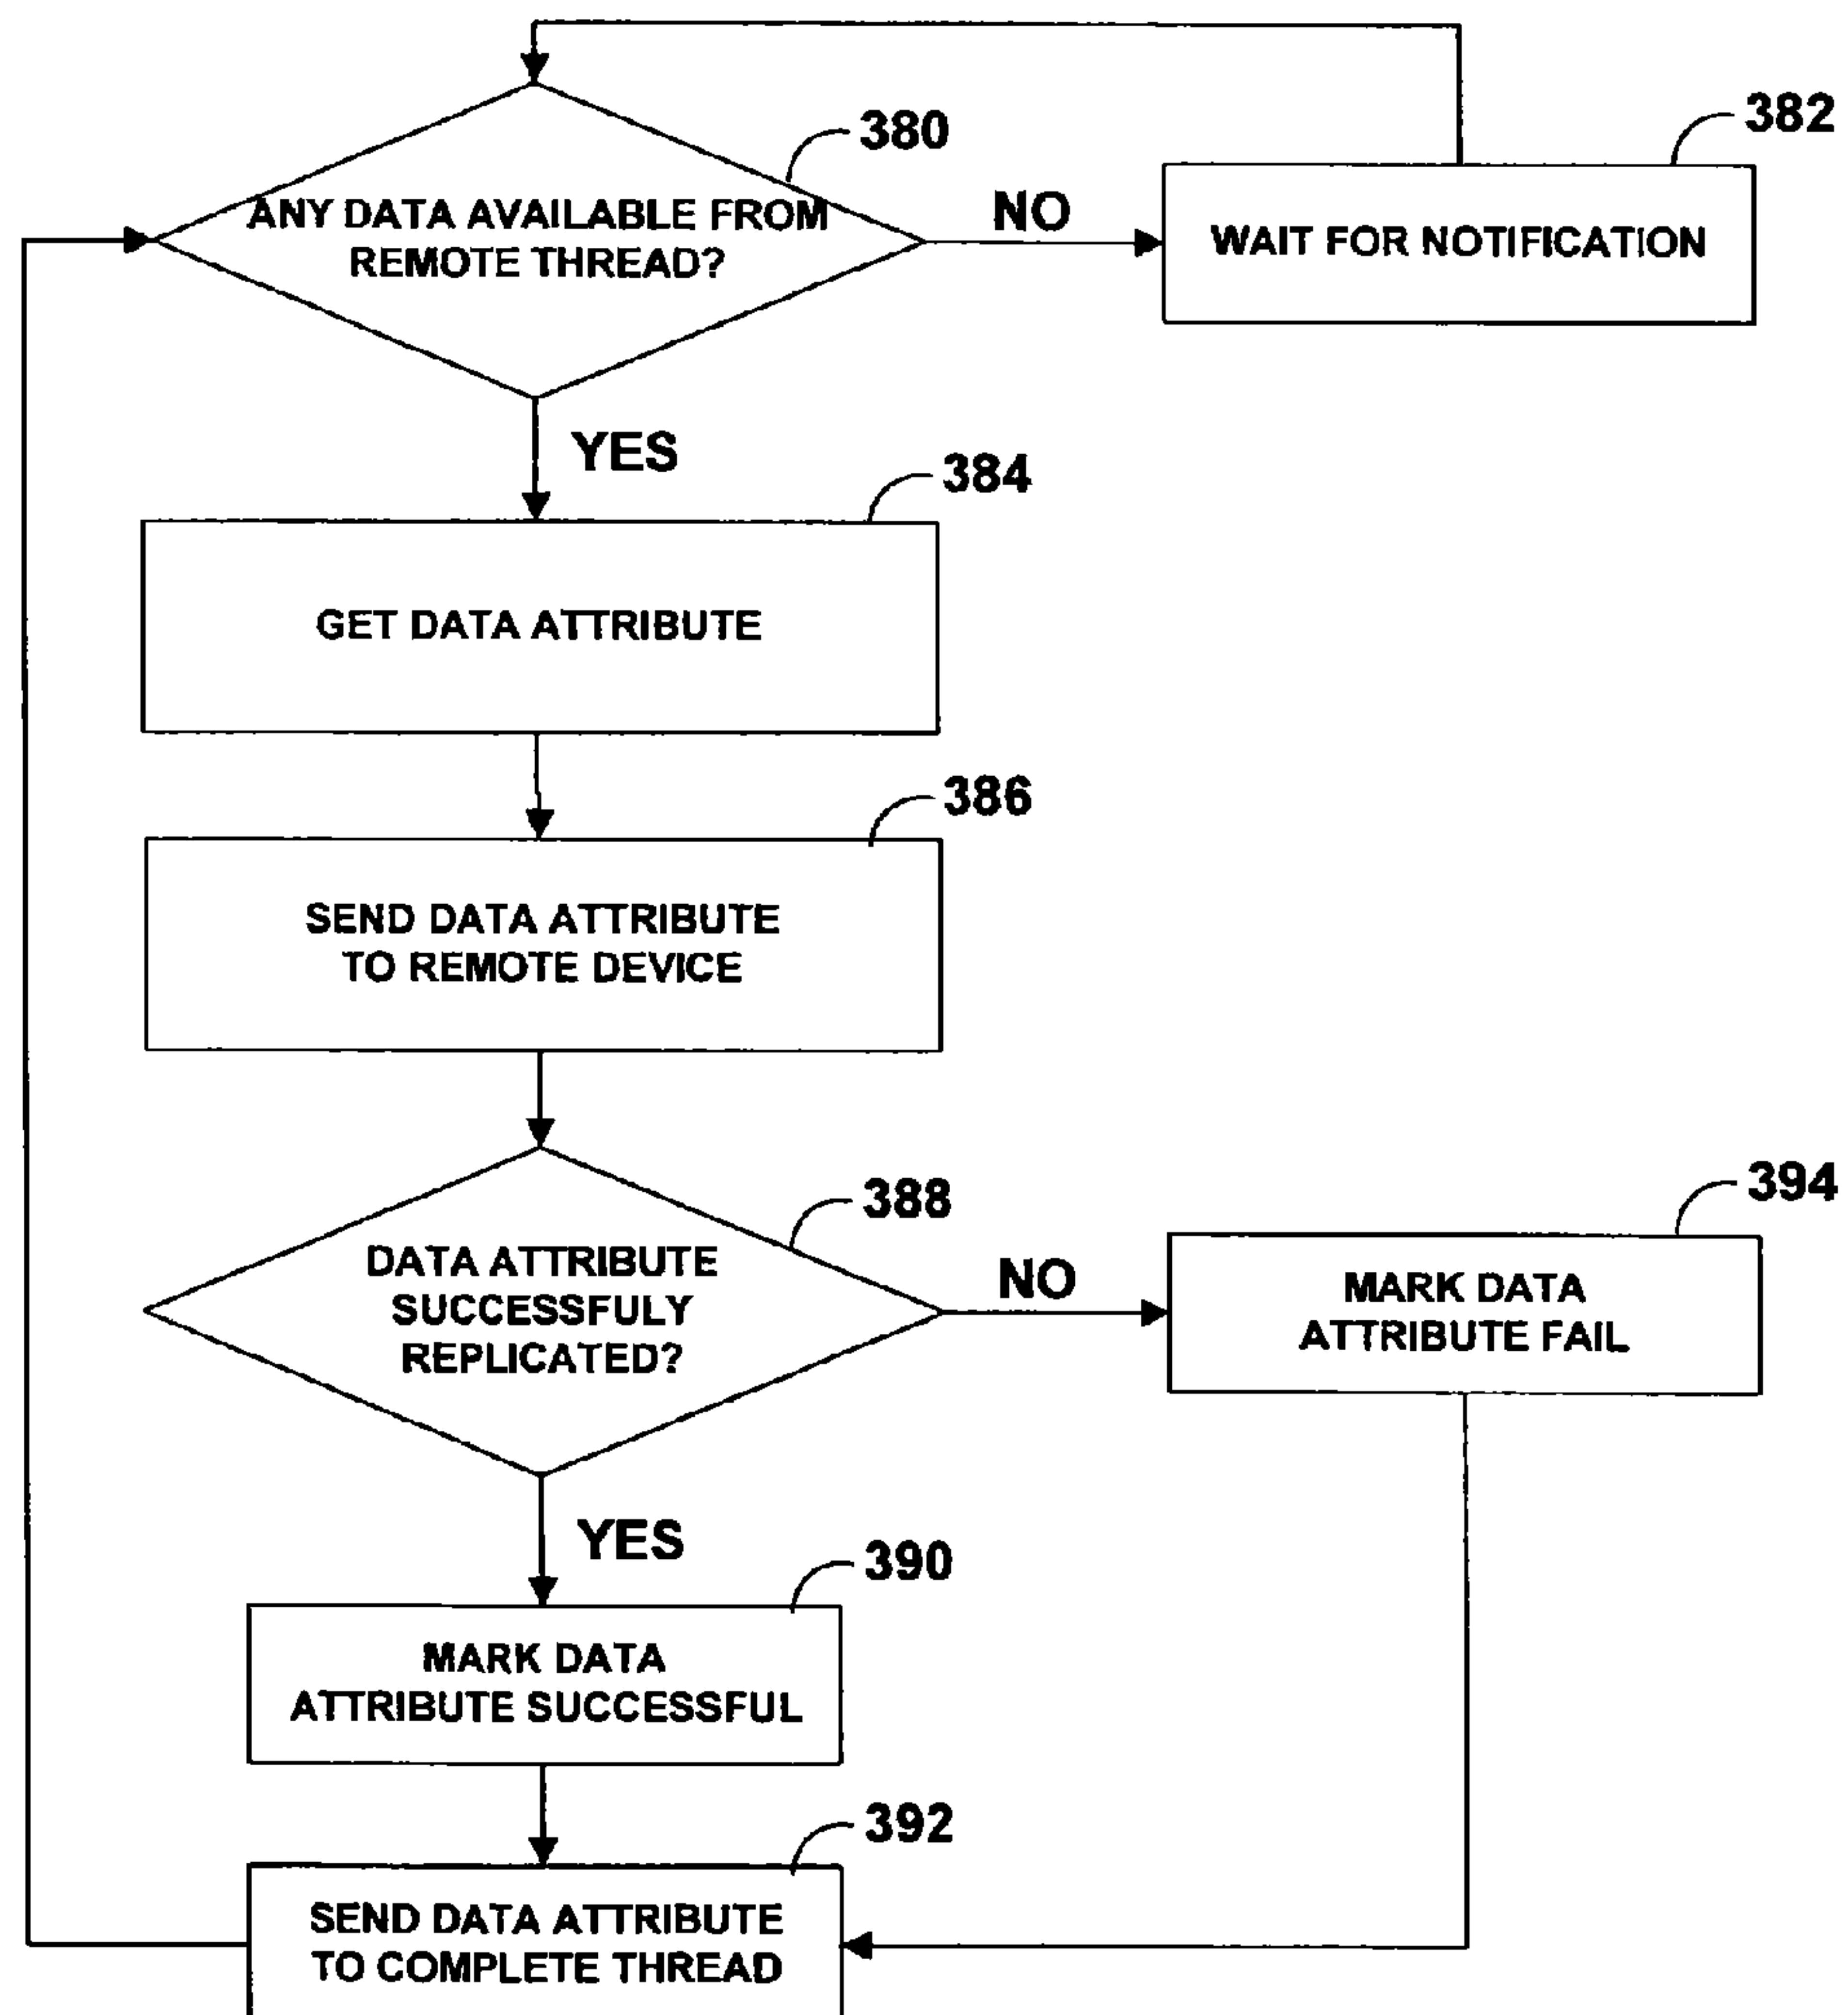 380
382
ANY DATA AVAILABLE FROM
REMOTE THREAD?
NO
WAIT FOR NOTIFICATION
YES
384
GET DATA ATTRIBUTE
386
SEND DATA ATTRIBUTE
TO REMOTE DEVICE
388
394
DATA ATTRIBUTE
SUCCESSFULY
REPLICATED?
NO
MARK DATA
ATTRIBUTE FAIL
YES
390
MARK DATA
ATTRIBUTE SUCCESSFUL
392
SEND DATA ATTRIBUTE
TO COMPLETE THREAD